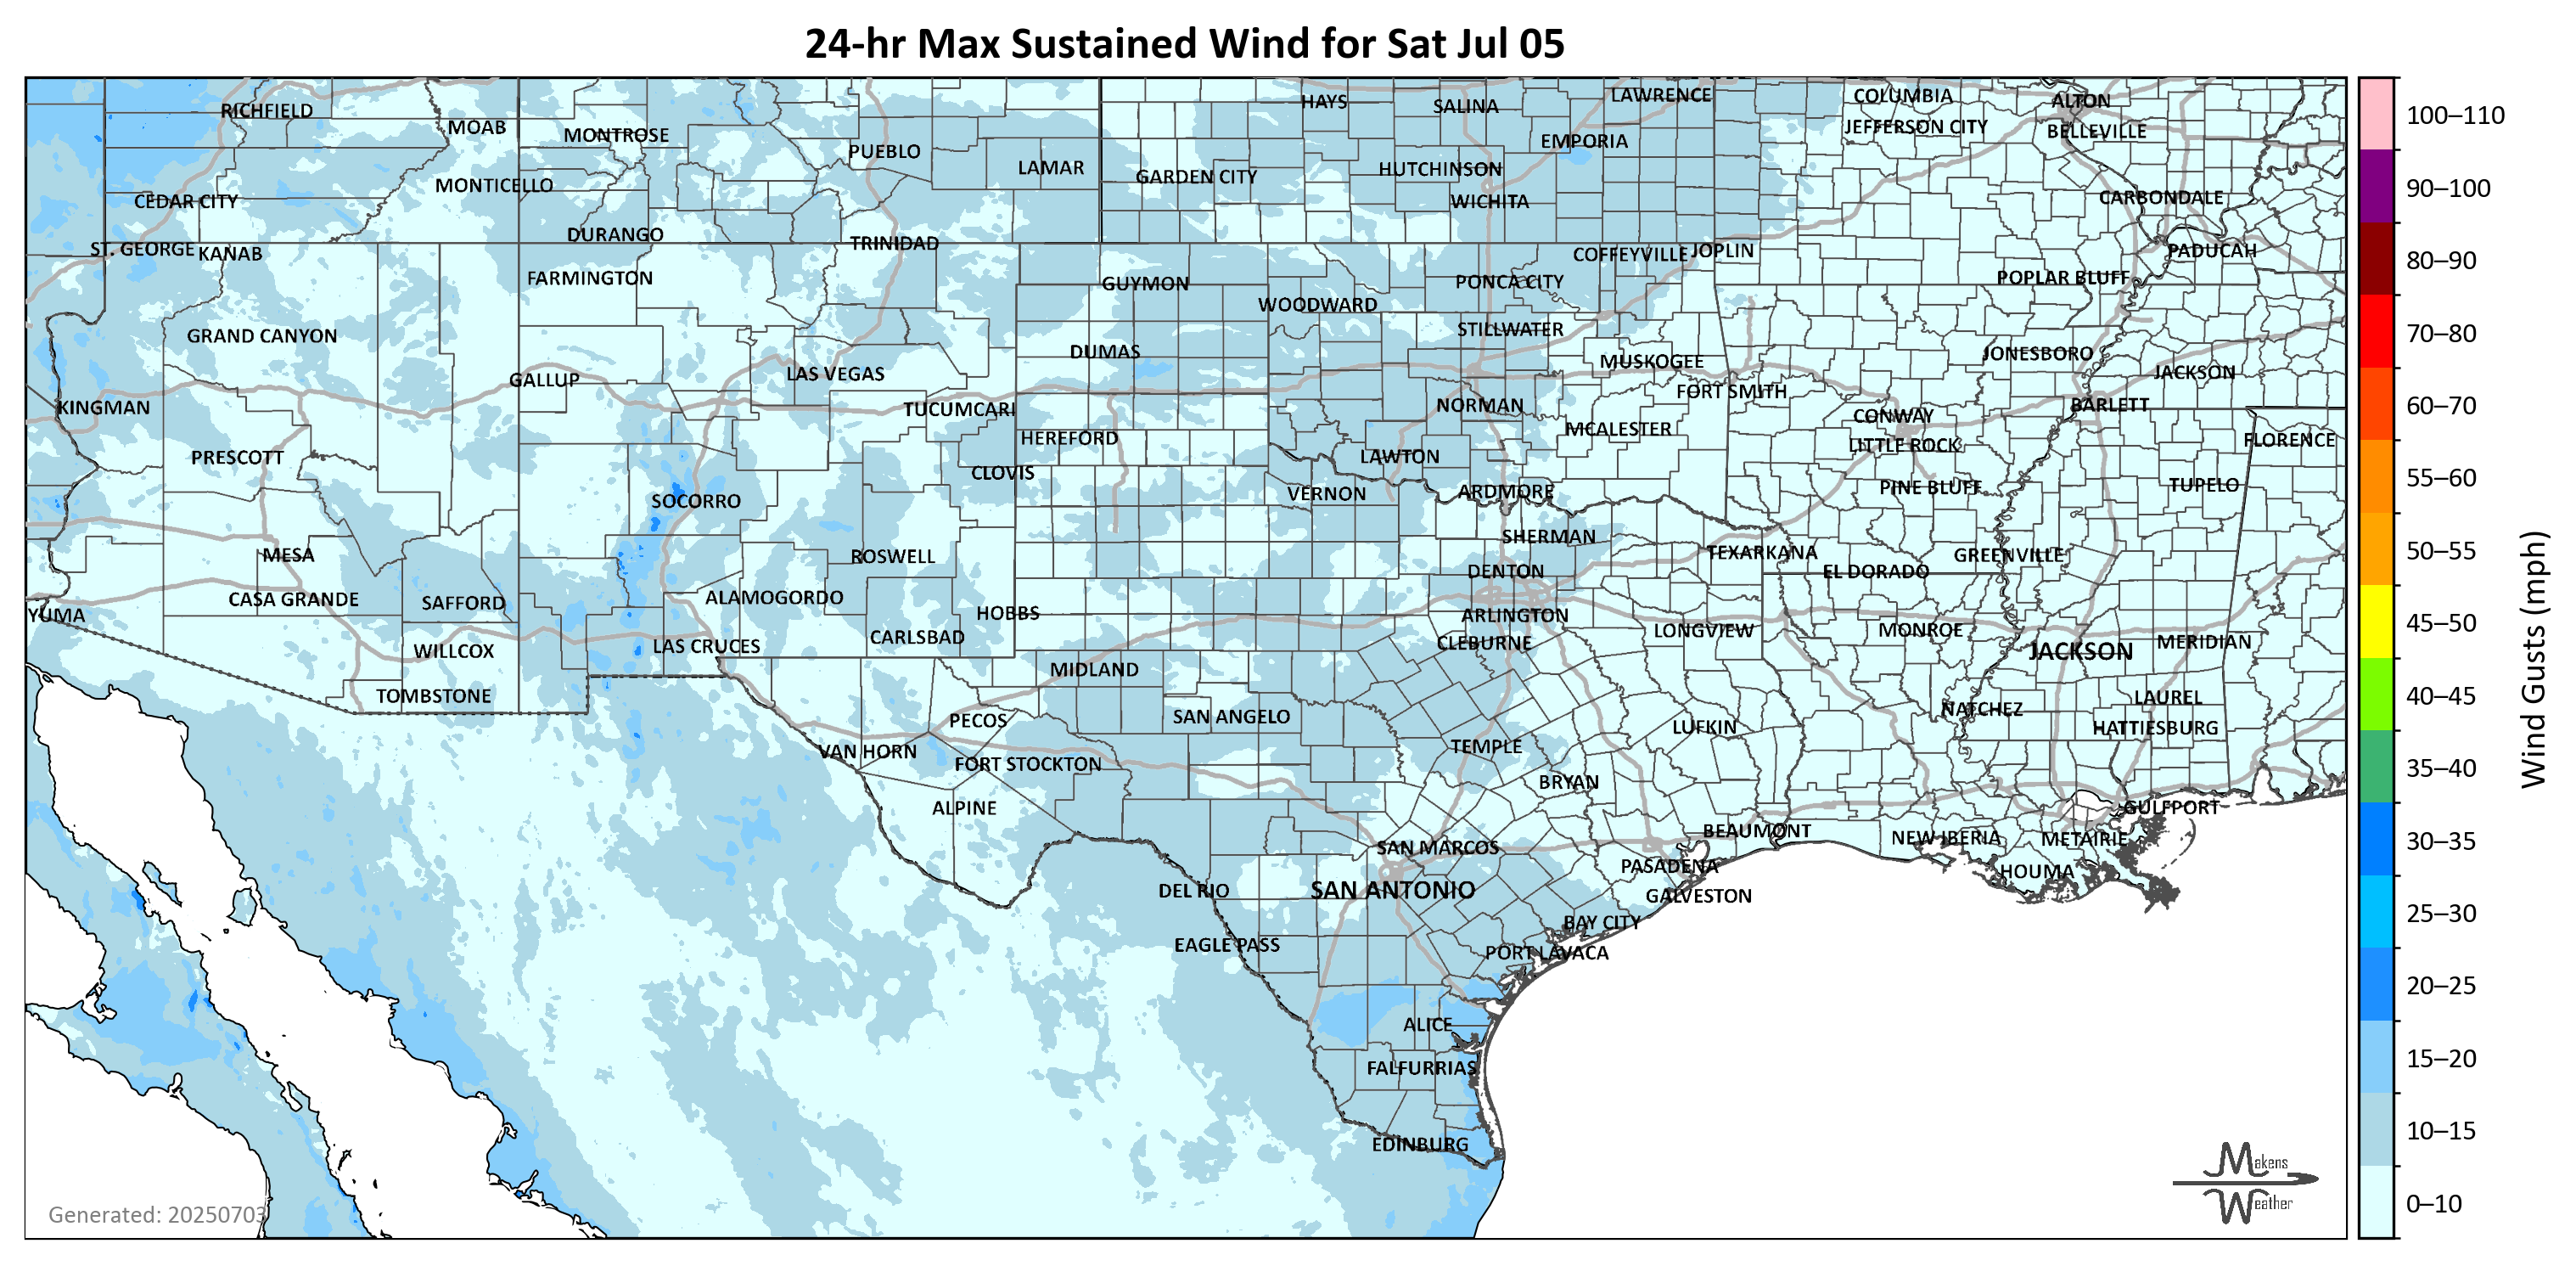 24-hr Max Sustained Wind for Sat Jul 05
RICHFIELD
MOAB
MONTROSE
PUEBLO
LAMAR
HAYS
SALINA
LAWRENCE
COLUMBIA
ALTON
JEFFERSON CITY
BELLEVILLE
EMPORIA
GARDEN CITY
HUTCHINSON
WICHITA
MONTICELLO
CEDAR CITY
CARBONDALE
DURANGO
TRINIDAD
ST. GEORGE
KANAB
FARMINGTON
GUYMON
COFFEYVILLE
JOPLIN
PADUCAH
PONCA CITY
POPLAR BLUFF
WOODWARD
STILLWATER
GRAND CANYON
DUMAS
MUSKOGEE
JONESBORO
GALLUP
LAS VEGAS
JACKSON
FORT SMITH
KINGMAN
TUCUMCARI
NORMAN
CONWAY
BARLETT
HEREFORD
MCALESTER
LITTLE ROCK
FLORENCE
PRESCOTT
CLOVIS
LAWTON
SOCORRO
VERNON
ARDMORE
PINE BLUFF
TUPELO
MESA
ROSWELL
SHERMAN
TEXARKANA
GREENVILLE
DENTON
EL DORADO
CASA GRANDE
SAFFORD
ALAMOGORDO
HOBBS
ARLINGTON
YUMA
LAS CRUCES
CARLSBAD
CLEBURNE
LONGVIEW
MONROE
JACKSON
MERIDIAN
WILLCOX
MIDLAND
TOMBSTONE
PECOS
SAN ANGELO
LUFKIN
NATCHEZ
LAUREL
HATTIESBURG
VAN HORN
FORT STOCKTON
TEMPLE
BRYAN
ALPINE
GULFPORT
SAN MARCOS
BEAUMONT
NEW IBERIA
METAIRIE
PASADENA
HOUMA
DEL RIO
SAN ANTONIO
GALVESTON
BAY CITY
EAGLE PASS
PORT LAVACA
ALICE
FALFURRIAS
EDINBURG
Generated: 20250703
Makens
Weather
100–110
90–100
80–90
70–80
60–70
55–60
50–55
45–50
40–45
35–40
30–35
25–30
20–25
15–20
10–15
0–10
Wind Gusts (mph)